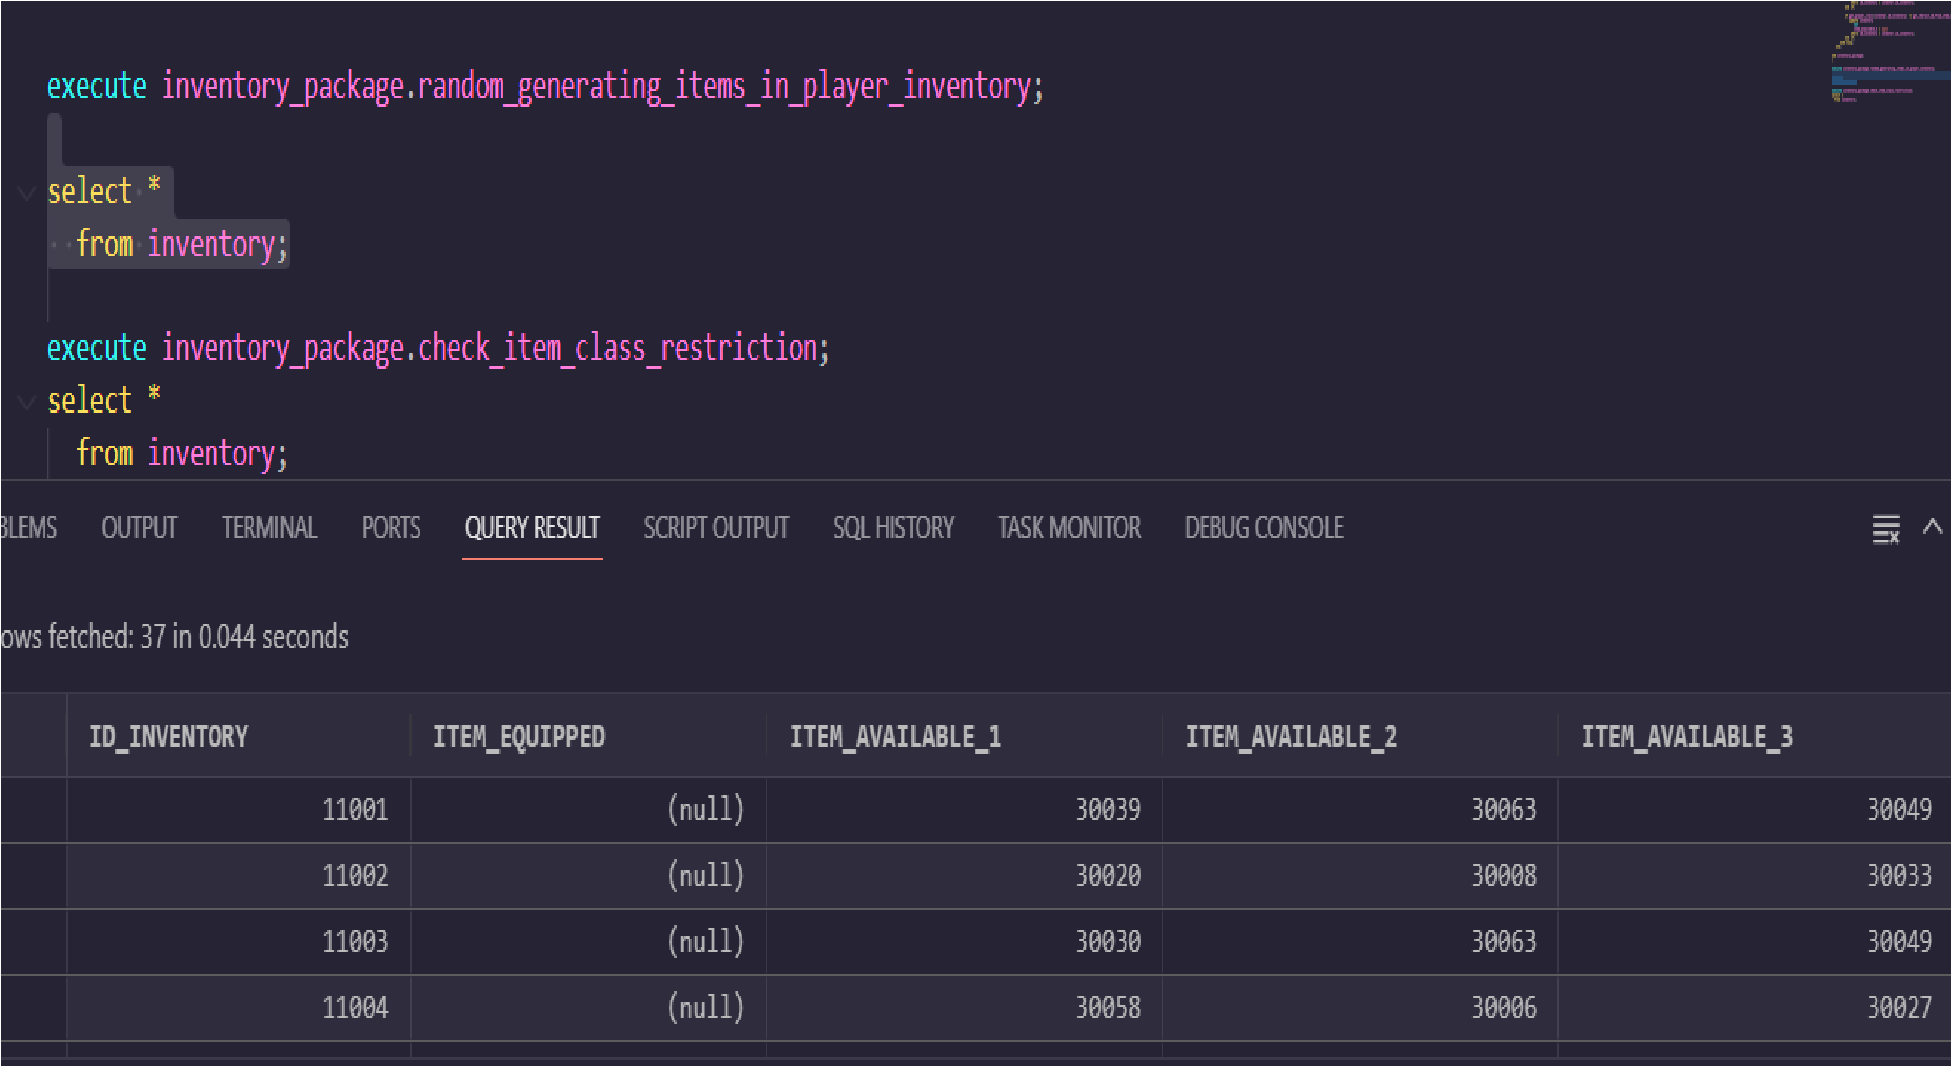 execute inventory_package.random_generating_items_in_player_inventory;
select *
from inventory;
execute inventory_package.check_item_class_restriction;
select *
from inventory;
BLEMS OUTPUT TERMINAL PORTS QUERY RESULT SCRIPT OUTPUT SQL HISTORY TASK MONITOR DEBUG CONSOLE
ows fetched: 37 in 0.044 seconds
ID_INVENTORY ITEM_EQUIPPED ITEM_AVAILABLE_1 ITEM_AVAILABLE_2 ITEM_AVAILABLE_3
11001 (null) 30039 30063 30049
11002 (null) 30020 30008 30033
11003 (null) 30030 30063 30049
11004 (null) 30058 30006 30027